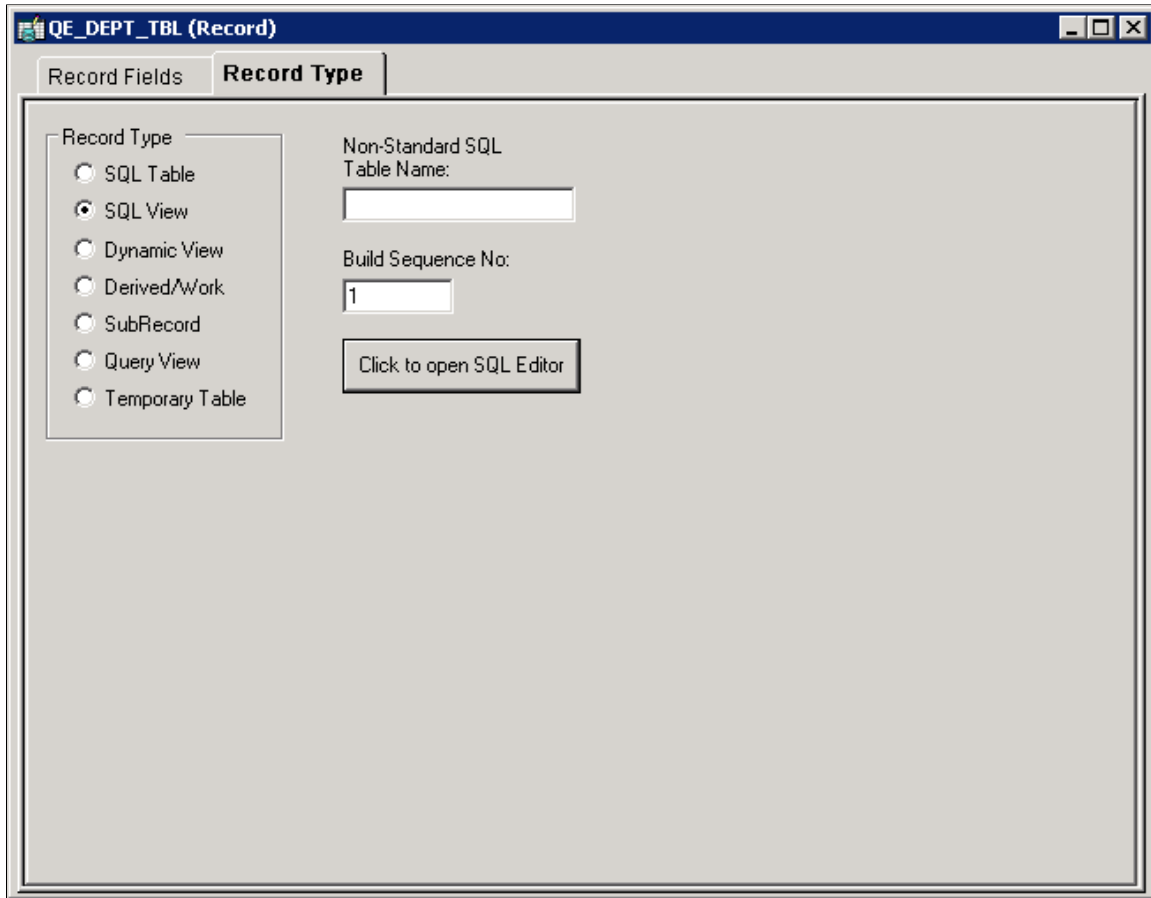 QE_DEPT_TBL (Record)
Record Fields
Record Type
Record Type
SQL Table
SQL View
Dynamic View
Derived/Work
SubRecord
Query View
Temporary Table
Non-Standard SQL
Table Name:
Build Sequence No:
1
Click to open SQL Editor